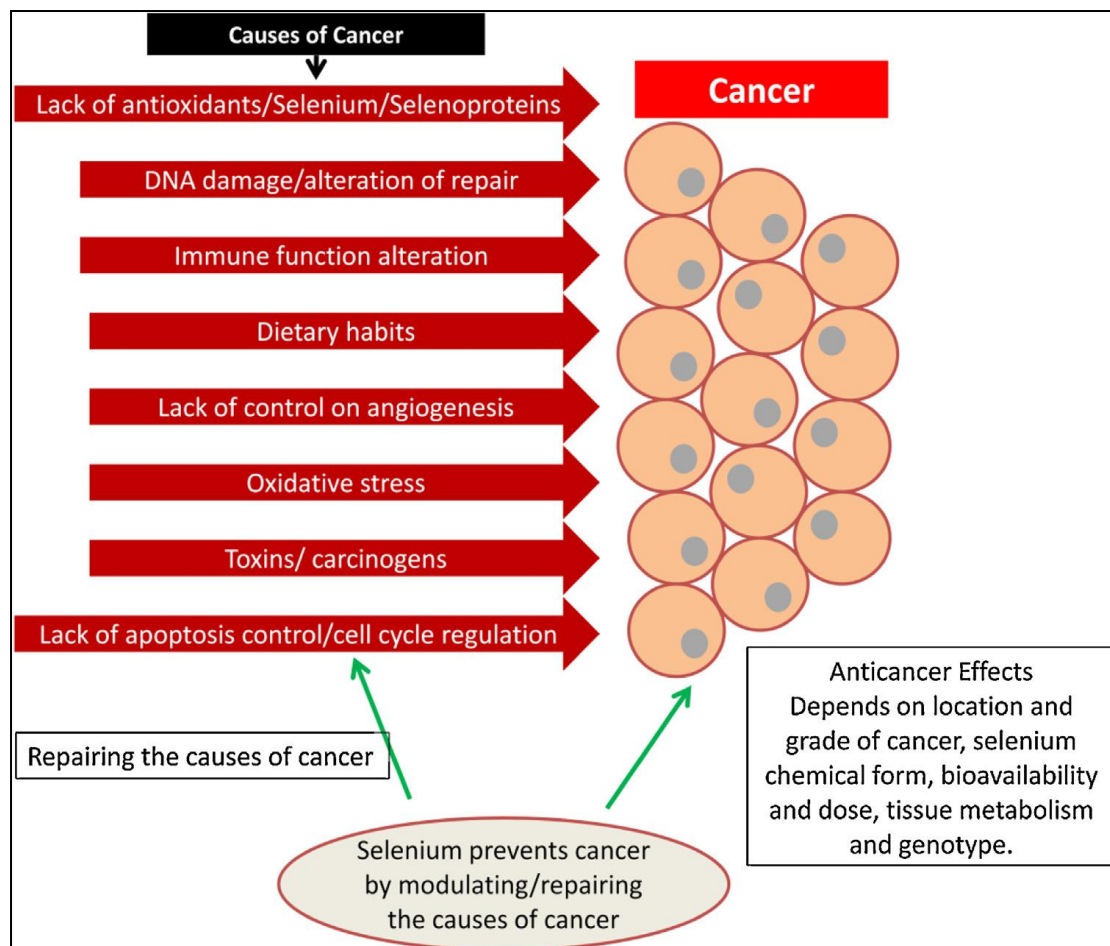 Causes of Cancer
Cancer
Lack of antioxidants/Selenium/Selenoproteins
DNA damage/alteration of repair
Immune function alteration
Dietary habits
Lack of control on angiogenesis
Oxidative stress
Toxins/ carcinogens
Lack of apoptosis control/cell cycle regulation
Anticancer Effects
Depends on location and
grade of cancer, selenium
chemical form, bioavailability
and dose, tissue metabolism
and genotype.
Repairing the causes of cancer
Selenium prevents cancer
by modulating/repairing
the causes of cancer